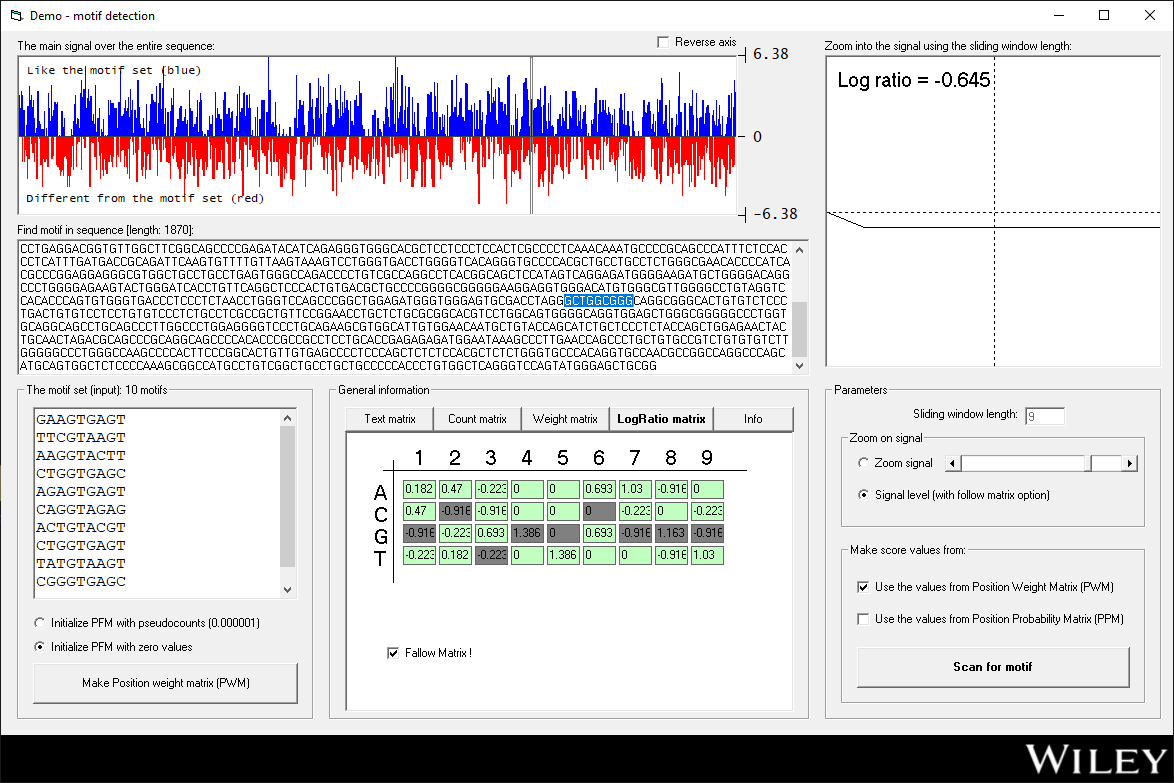 Demo - motif detection
The main signal over the entire sequence:
Reverse axis
6.38
Like the motif set (blue)
0
Different from the motif set (red)
-6.38
Zoom into the signal using the sliding window length:
Log ratio = -0.645
Find motif in sequence [length: 1870]:
CCTGAGGACGGTGTTGGCTTCGGCAGCCCCGAGATACATCAGAGGGTGGGCACGCTCCTCCCTCCACTCGCCCCTCAAACAAATGCCCCGCAGCCCATTTCTCCAC
CCTCATTTGATGACCGCAGATTCAAGTGTTTTGTTAAGTAAAGTCCTGGGTGACCTGGGGTCACAGGGTGCCCCACGCTGCCTGCCTCTGGGCGAACACCCCATCA
CGCCCGGAGGAGGGCGTGGCTGCCTGCCTGAGTGGGCCAGACCCCTGTCGCCAGGCCTCACGGCAGCTCCATAGTCAGGAGATGGGGAAGATGCTGGGGACAGG
CCCTGGGGAGAAGTACTGGGATCACCTGTTCAGGCTCCCACTGTGACGCTGCCCCGGGGCGGGGGAAGGAGGTGGGACATGTGGGCGTTGGGGCCTGTAGGTC
CACACCCAGTGTGGGTGACCCTCCCTCTAACCTGGGTCCAGCCCGGCTGGAGATGGGTGGGAGTGCGACCTAGGGCTGGCGGGCAGGCGGGCACTGTGTCTCCC
TGACTGTGTCCTCCTGTGTCCCTCTGCCTCGCCGCTGTTCCGGAACCTGCTCTGCGCGGCACGTCCTGGCAGTGGGGCAGGTGGAGCTGGGCGGGGGCCCTGGT
GCAGGCAGCCTGCAGCCCTTGGCCCTGGAGGGGTCCCTGCAGAAGCGTGGCATTGTGGAACAATGCTGTACCAGCATCTGCTCCCTCTACCAGCTGGAGAACTAC
TGCAACTAGACGCAGCCCGCAGGCAGCCCCACACCCGCCGCCTCCTGCACCGAGAGAGATGGAATAAAGCCCTTGAACCAGCCCTGCTGTGCCGTCTGTGTGTCTT
GGGGGGCCCTGGGCCAAGCCCCACTTCCCGGCACTGTTGTGAGCCCCTCCCAGCTCTCTCCACGCTCTCTGGGTGCCCACAGGTGCCAACGCCGGCCAGGCCCAGC
ATGCAGTGGCTCTCCCCAAAGCGGCCATGCCTGTCGGCTGCCTGCTGCCCCCACCCTGTGGCTCAGGGTCCAGTATGGGAGCTGCGG
The motif set (input): 10 motifs
GAAGTGAGT
TTCGTAAGT
AAGGTACTT
CTGGTGAGC
AGAGTGAGT
CAGGTAGAG
ACTGTACGT
CTGGTGAGT
TATGTAAGT
CGGGTGAGC
Initialize PFM with pseudocounts (0.000001)
Initialize PFM with zero values
Make Position weight matrix (PWM)
General information
Text matrix Count matrix Weight matrix LogRatio matrix Info
1 2 3 4 5 6 7 8 9
A 0.182 0.47 -0.223 0 0 0.693 1.03 -0.916 0
C 0.47 -0.916 -0.916 0 0 0 -0.223 0 -0.223
G -0.916 -0.223 0.693 1.386 0 0.693 -0.916 1.163 -0.916
T -0.223 0.182 -0.223 0 1.386 0 0 -0.916 1.03
Fallow Matrix !
Parameters
Sliding window length: 9
Zoom on signal
Zoom signal
Signal level (with follow matrix option)
Make score values from:
Use the values from Position Weight Matrix (PWM)
Use the values from Position Probability Matrix (PPM)
Scan for motif
WILEY